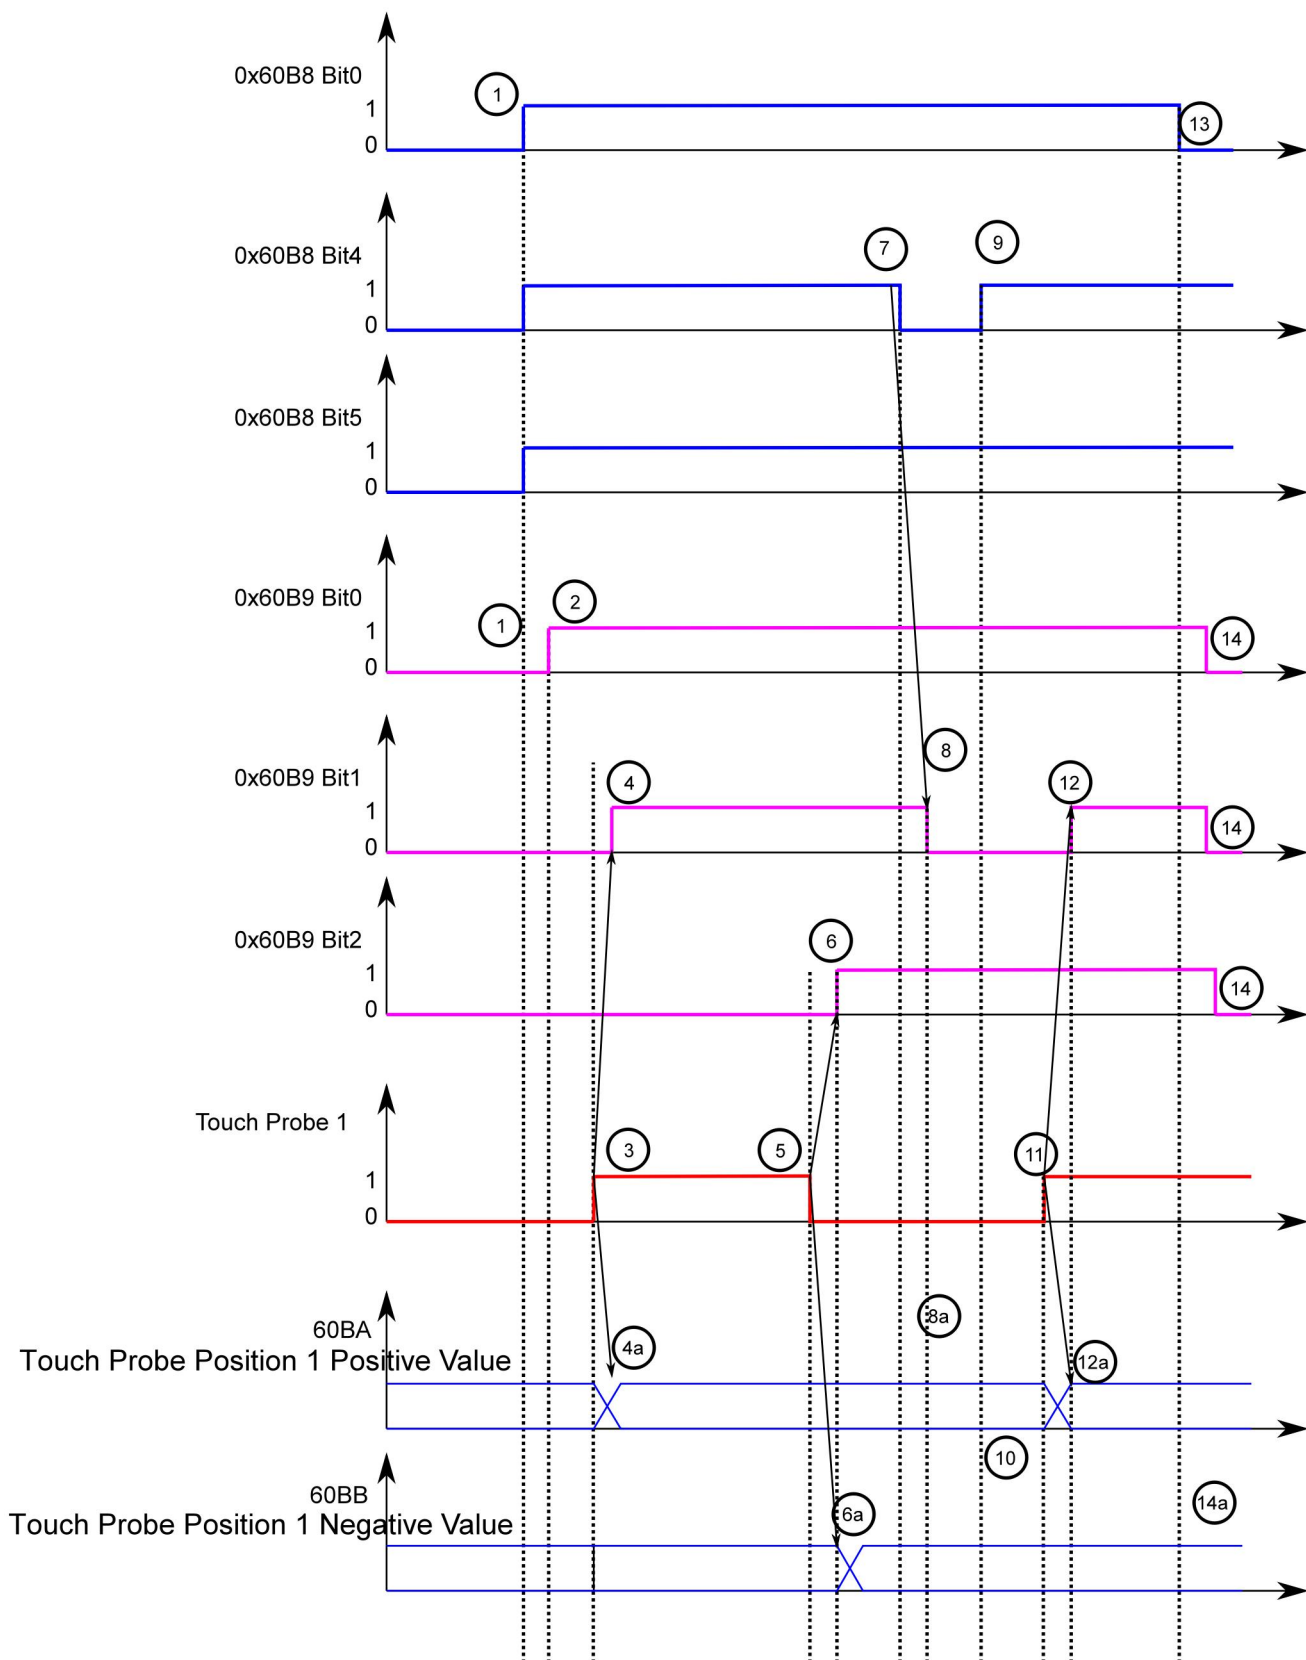 0x60B8 Bit0
1
1
13
0
0x60B8 Bit4
7
9
1
0
0x60B8 Bit5
1
0
0x60B9 Bit0
2
1
1
14
0
0x60B9 Bit1
4
8
12
1
14
0
0x60B9 Bit2
6
1
14
0
Touch Probe 1
3
5
11
1
0
60BA
8a
4a
Touch Probe Position 1 Positive Value
12a
10
60BB
14a
6a
Touch Probe Position 1 Negative Value